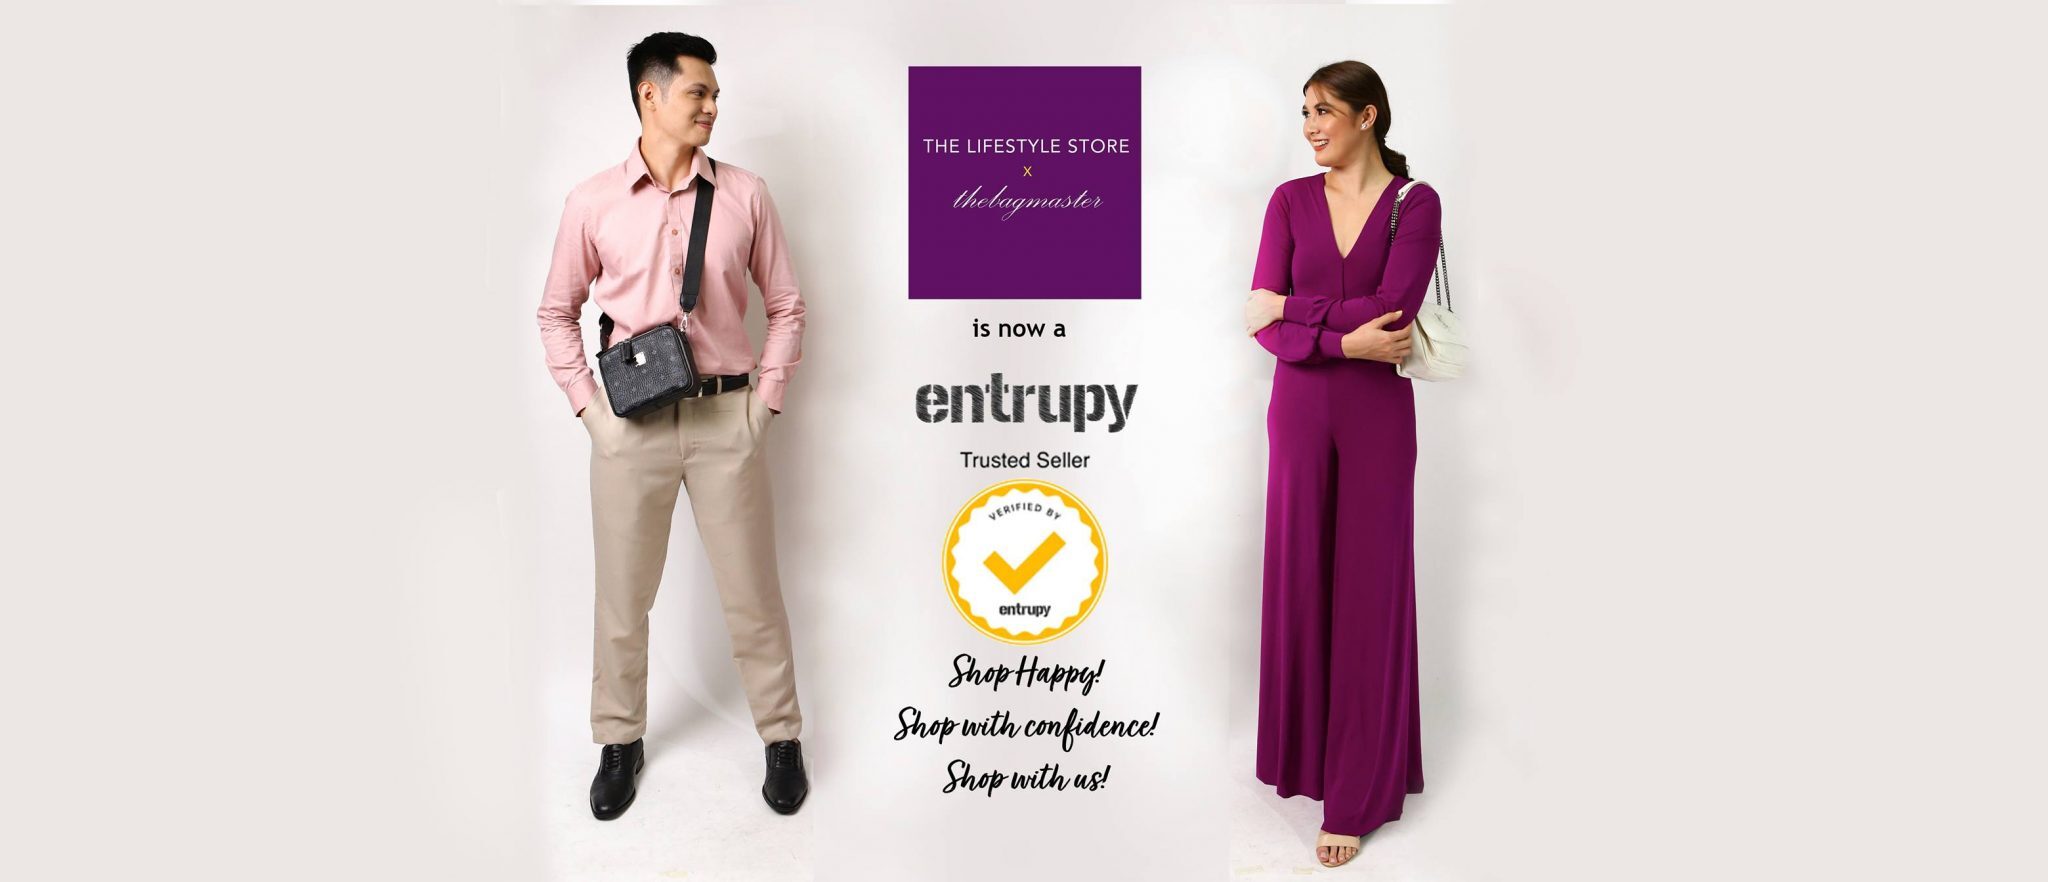 THE LIFESTYLE STORE
x
thebagmaster
is now a
entrupy
Trusted Seller
VERIFIED BY
entrupy
Shop Happy!
Shop with confidence!
Shop with us!